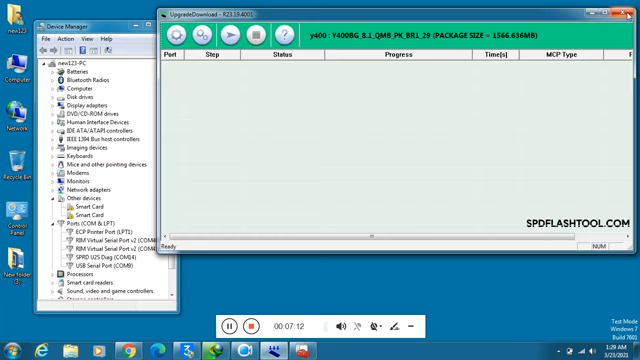 new123
Computer
Network
Recycle Bin
Control
Panel
New folder
(3)
Device Manager
File Action View Help
new123-PC
Batteries
Bluetooth Radios
Computer
Disk drives
Display adapters
DVD/CD-ROM drives
Human Interface Devices
IDE ATA/ATAPI controllers
IEEE 1394 Bus host controllers
Imaging devices
Keyboards
Mice and other pointing devices
Modems
Monitors
Network adapters
Other devices
Smart Card
Smart Card
Ports (COM & LPT)
ECP Printer Port (LPT1)
RIM Virtual Serial Port v2
RIM Virtual Serial Port v2
SPRD U2S Diag (COM14)
USB Serial Port (COM9)
Processors
Smart card readers
Sound, video and game controllers
UpgradeDownload - R23.19.4001
y400 : Y400BG_8.1_QMB_PK_BR1_29 (PACKAGE SIZE = 1566.636MB)
Port Step Status Progress Time(s) MCP Type
SPDFLASHTOOL.COM
Ready NUM
00:07:12
Test Mode
Windows 7
Build 7601
1:29 AM
3/23/2021